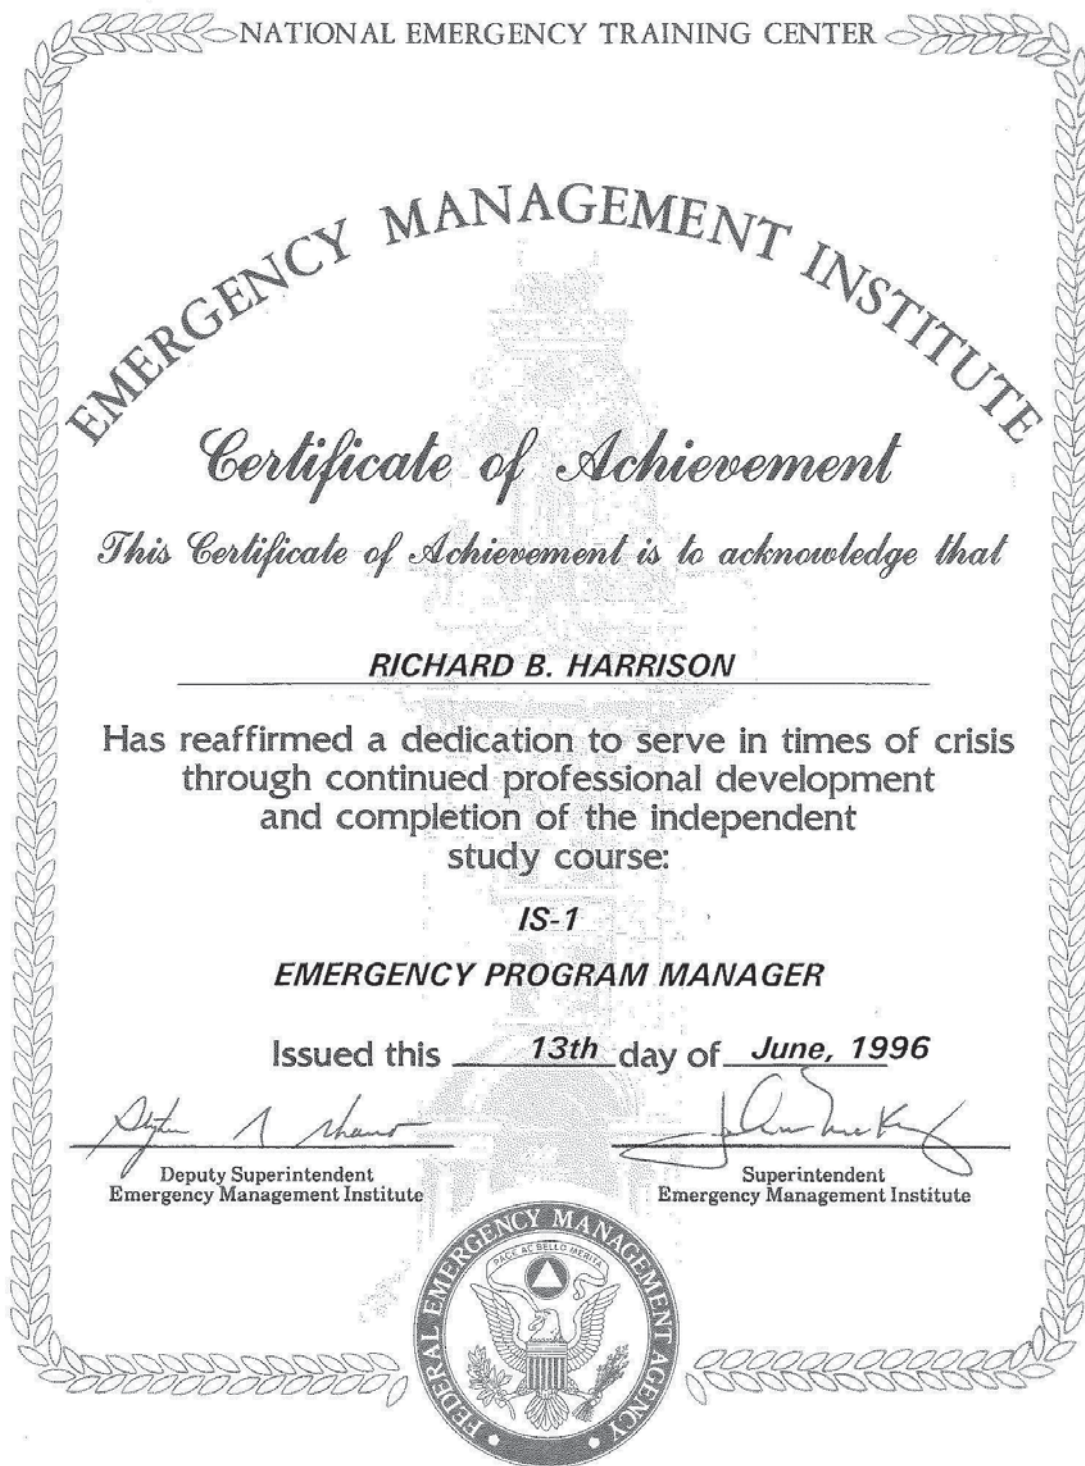 NATIONAL EMERGENCY TRAINING CENTER
EMERGENCY MANAGEMENT INSTITUTE
Certificate of Achievement
This Certificate of Achievement is to acknowledge that
RICHARD B. HARRISON
Has reaffirmed a dedication to serve in times of crisis
through continued professional development
and completion of the independent
study course:
IS-1
EMERGENCY PROGRAM MANAGER
Issued this 13th day of June, 1996
Deputy Superintendent
Emergency Management Institute
Superintendent
Emergency Management Institute
FEDERAL EMERGENCY MANAGEMENT AGENCY
PACE AC BELLO MERITA